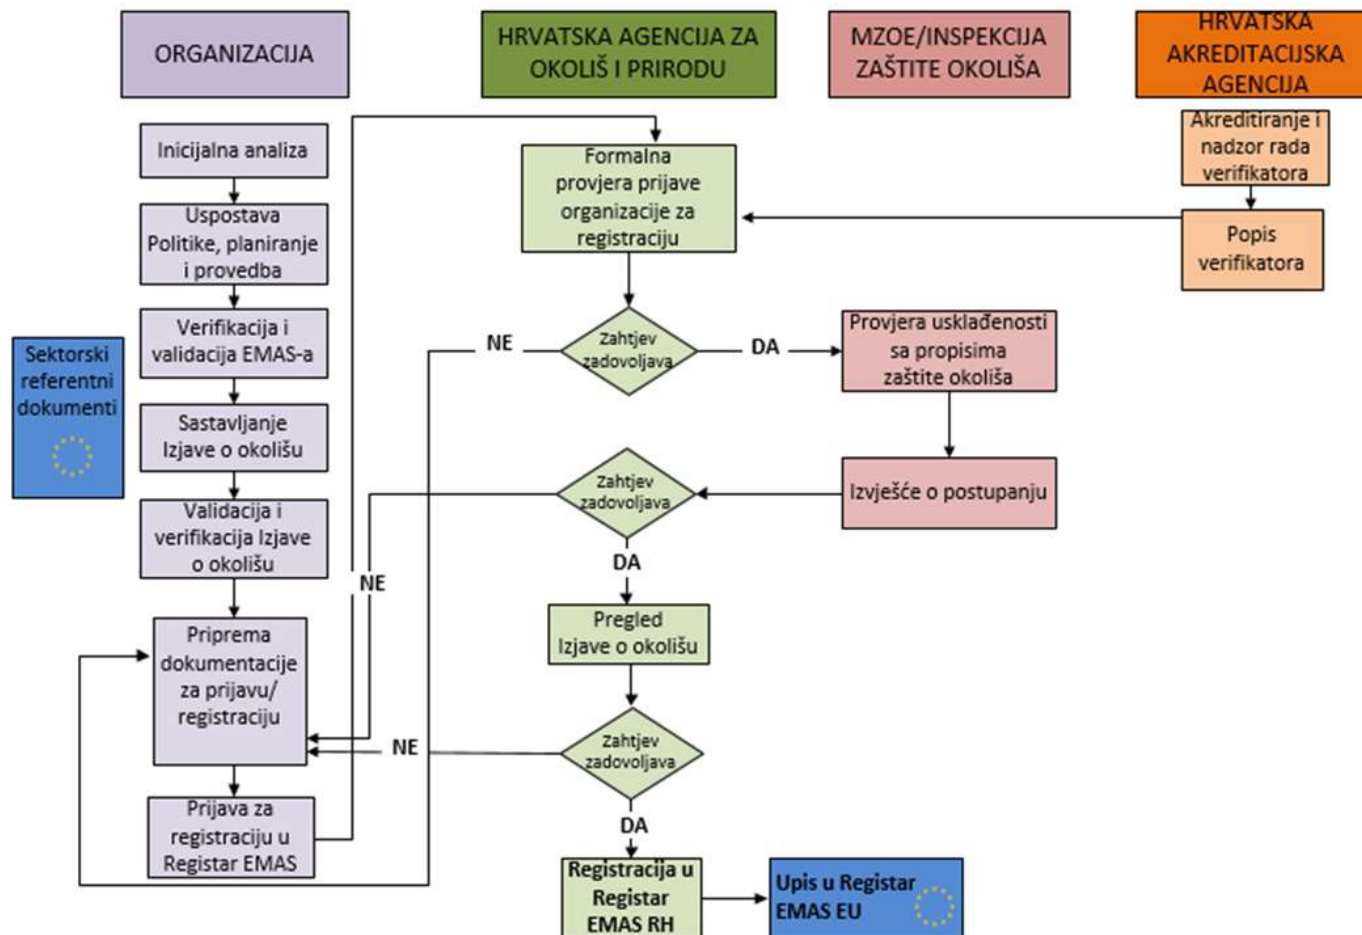 ORGANIZACIJA
HRVATSKA AGENCIJA ZA
OKOLIŠ I PRIRODU
MZOE/INSPEKCIJA
ZAŠTITE OKOLIŠA
HRVATSKA
AKREDITACIJSKA
AGENCIJA
Inicijalna analiza
Uspostava
Politike, planiranje
i provedba
Verifikacija i
validacija EMAS-a
Sektorski
referentni
dokumenti
Sastavljanje
Izjave o okolišu
Validacija i
verifikacija Izjave
o okolišu
Priprema
dokumentacije
za prijavu/
registraciju
Prijava za
registraciju u
Registar EMAS
Formalna
provjera prijave
organizacije za
registraciju
Zahtjev
zadovoljava
NE
DA
Zahtjev
zadovoljava
NE
DA
Pregled
Izjave o okolišu
Zahtjev
zadovoljava
NE
DA
Registracija u
Registar
EMAS RH
Upis u Registar
EMAS EU
Provjera usklađenosti
sa propisima
zaštite okoliša
Izvješće o postupanju
Akreditiranje i
nadzor rada
verifikatora
Popis
verifikatora